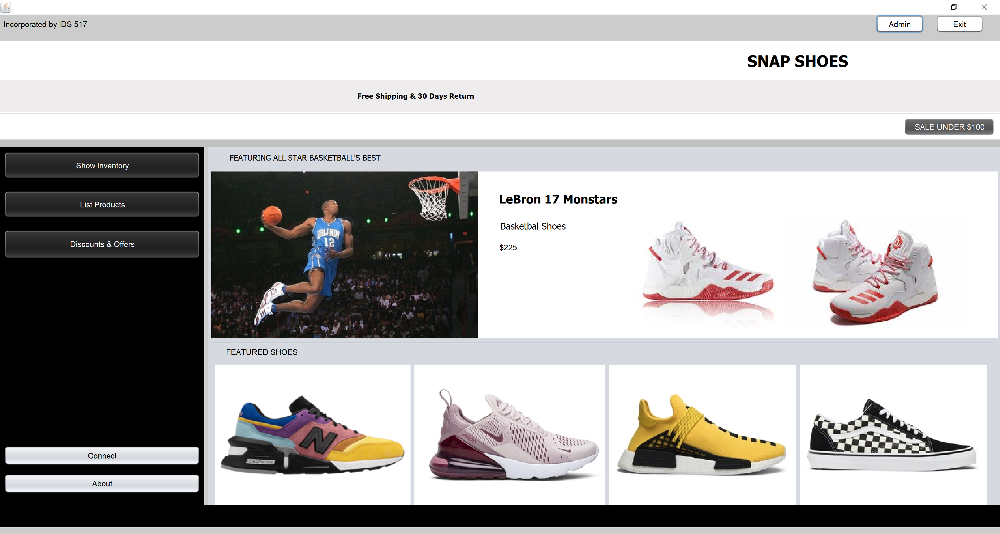 Incorporated by IDS 517
Admin
Exit
SNAP SHOES
Free Shipping & 30 Days Return
SALE UNDER $100
Show Inventory
List Products
Discounts & Offers
Connect
About
FEATURING ALL STAR BASKETBALL'S BEST
ORLANDO
12
LeBron 17 Monstars
Basketbal Shoes
$225
FEATURED SHOES
N